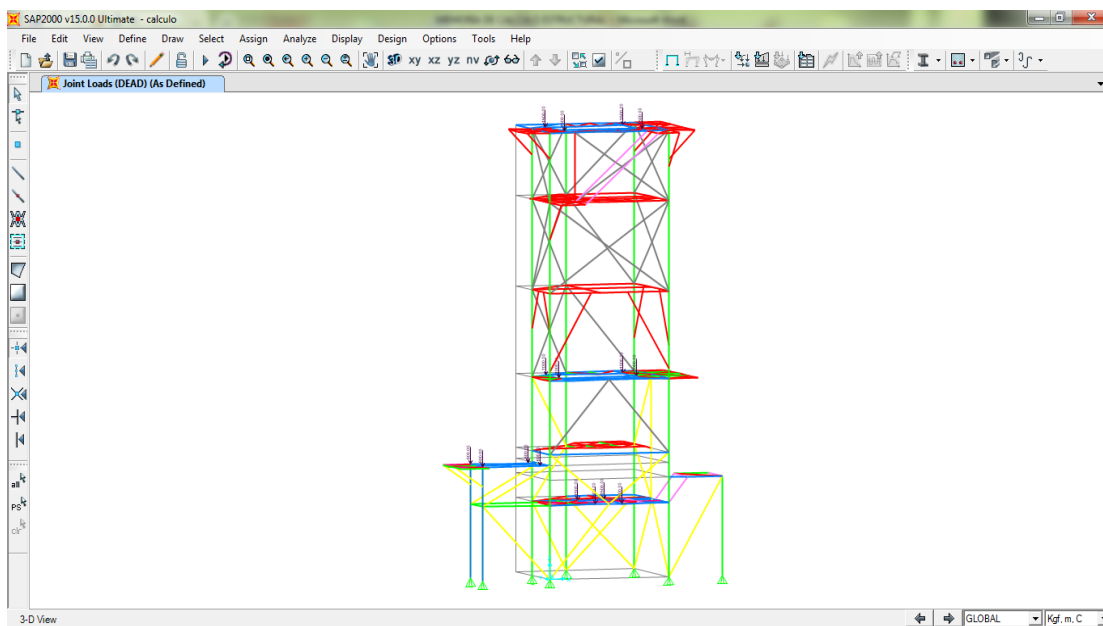 SAP2000 v15.0.0 Ultimate - calculo
File Edit View Define Draw Select Assign Analyze Display Design Options Tools Help
3D xy xz yz nv
Joint Loads (DEAD) (As Defined)
all
PS
clr
3-D View
GLOBAL
Kgf, m, C